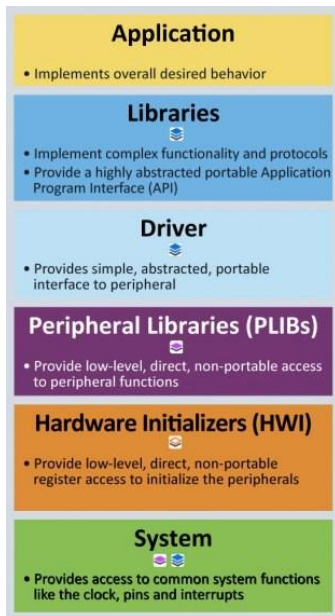 Application
• Implements overall desired behavior
Libraries
• Implement complex functionality and protocols
• Provide a highly abstracted portable Application
Program Interface (API)
Driver
• Provides simple, abstracted, portable
interface to peripheral
Peripheral Libraries (PLIBs)
• Provide low-level, direct, non-portable access
to peripheral functions
Hardware Initializers (HWI)
• Provide low-level, direct, non-portable
register access to initialize the peripherals
System
• Provides access to common system functions
like the clock, pins and interrupts